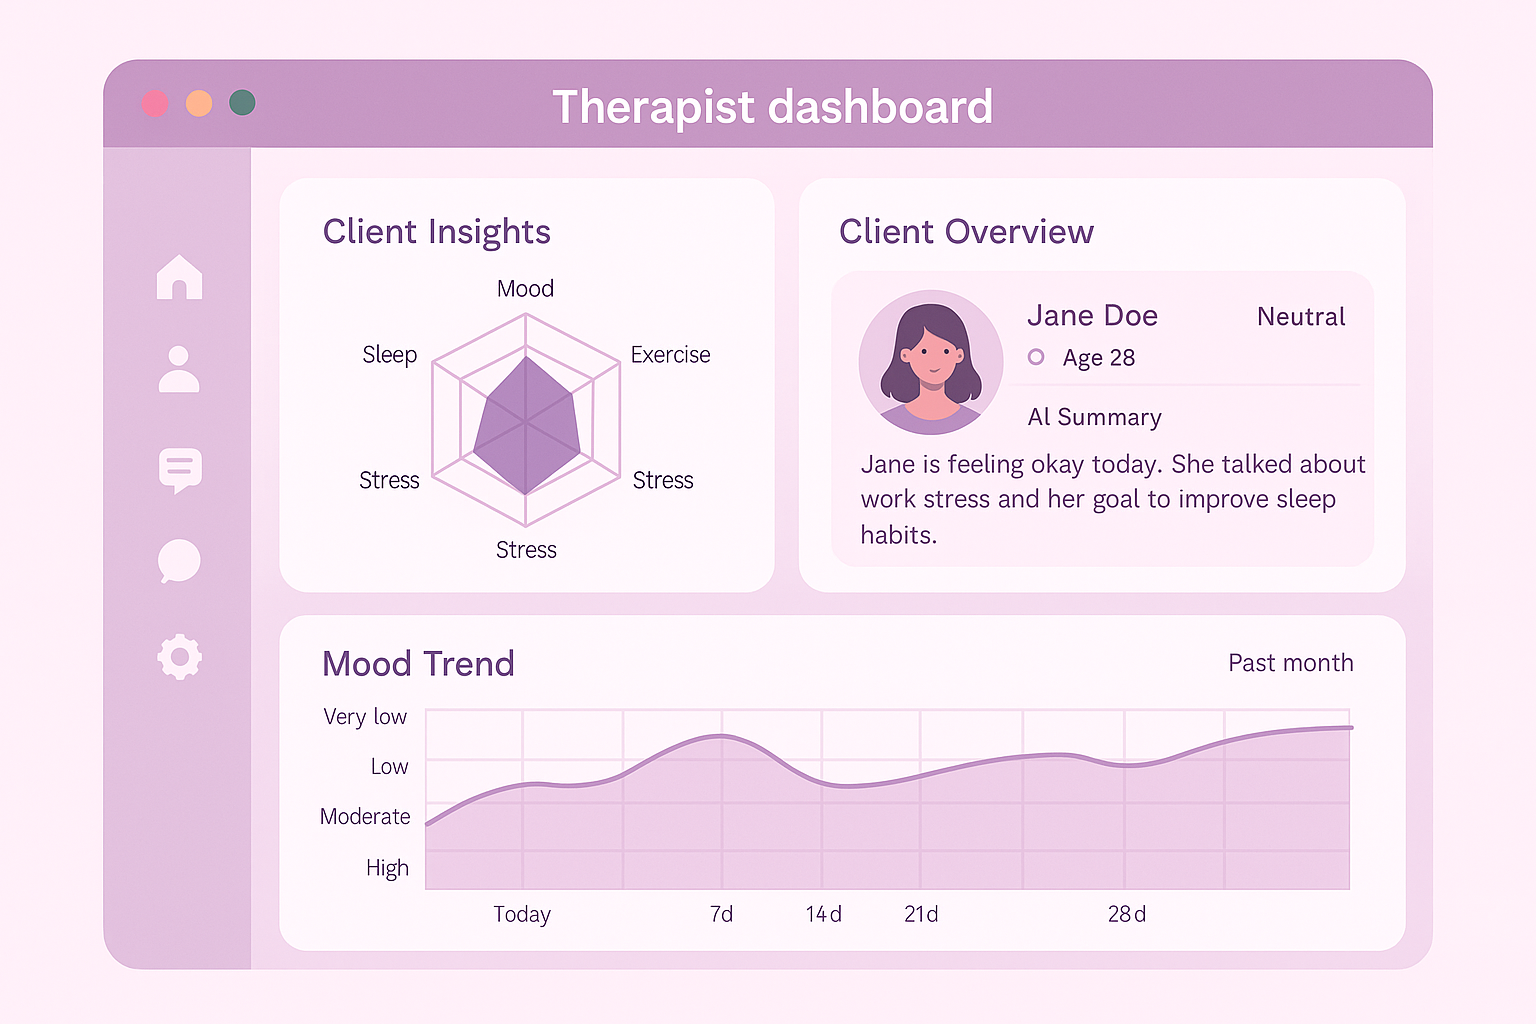 Therapist dashboard
Client Insights
Mood
Sleep
Exercise
Stress
Stress
Stress
Client Overview
Jane Doe
Neutral
Age 28
Al Summary
Jane is feeling okay today. She talked about
work stress and her goal to improve sleep
habits.
Mood Trend
Past month
Very low
Low
Moderate
High
Today
7d
14d
21d
28d